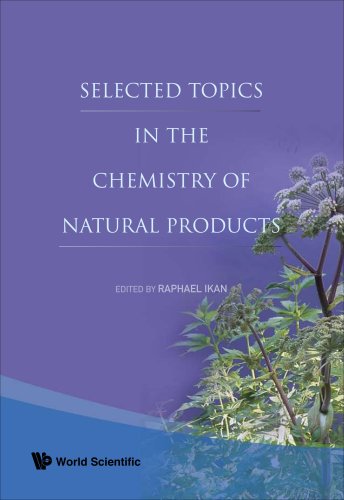 SELECTED TOPICS
IN THE
CHEMISTRY OF
NATURAL PRODUCTS
EDITED BY RAPHAEL IKAN
World Scientific